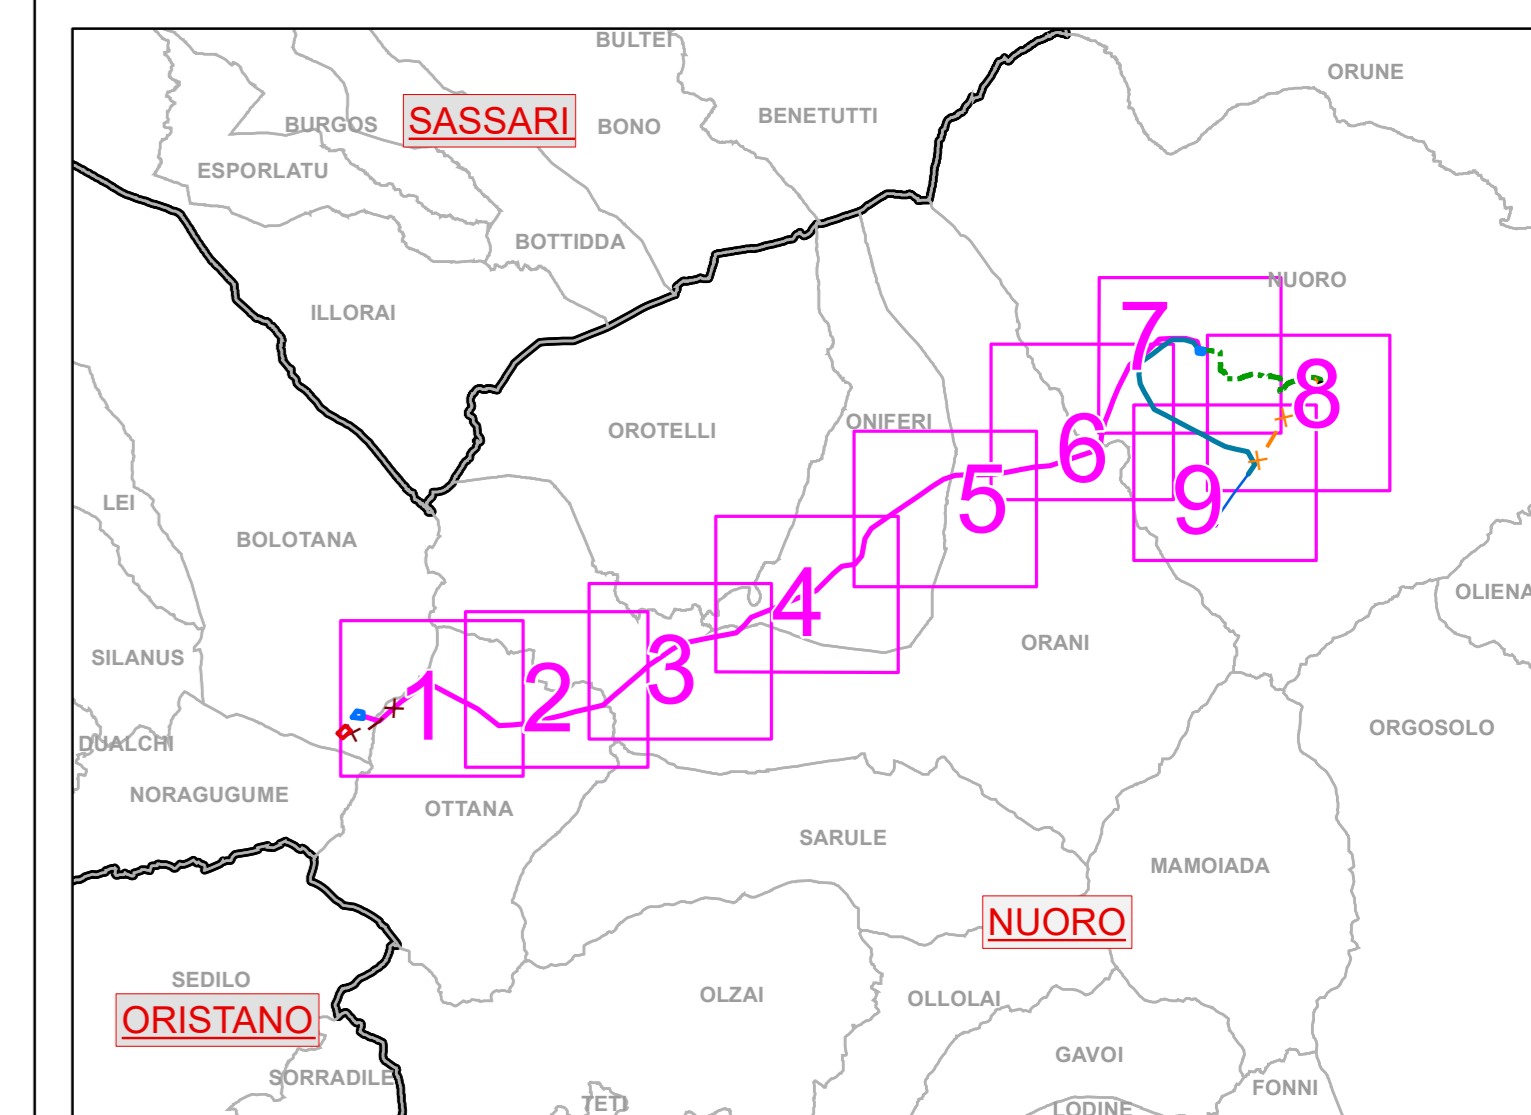 BULTEI
ORUNE
SASSARI
BURGOS
BONO
BENETUTTI
ESPORLATU
BOTTIDDA
NUORO
ILLORAI
7
8
ONIFERI
OROTELLI
6
LEI
5
9
BOLOTANA
OLIENA
4
ORANI
SILANUS
3
1
2
ORGOSOLO
DUALCHI
NORAGUGUME
OTTANA
SARULE
MAMOIADA
NUORO
SEDILO
OLZAI
OLLOLAI
ORISTANO
GAVOI
SORRADILE
FONNI
TETI
LODINE